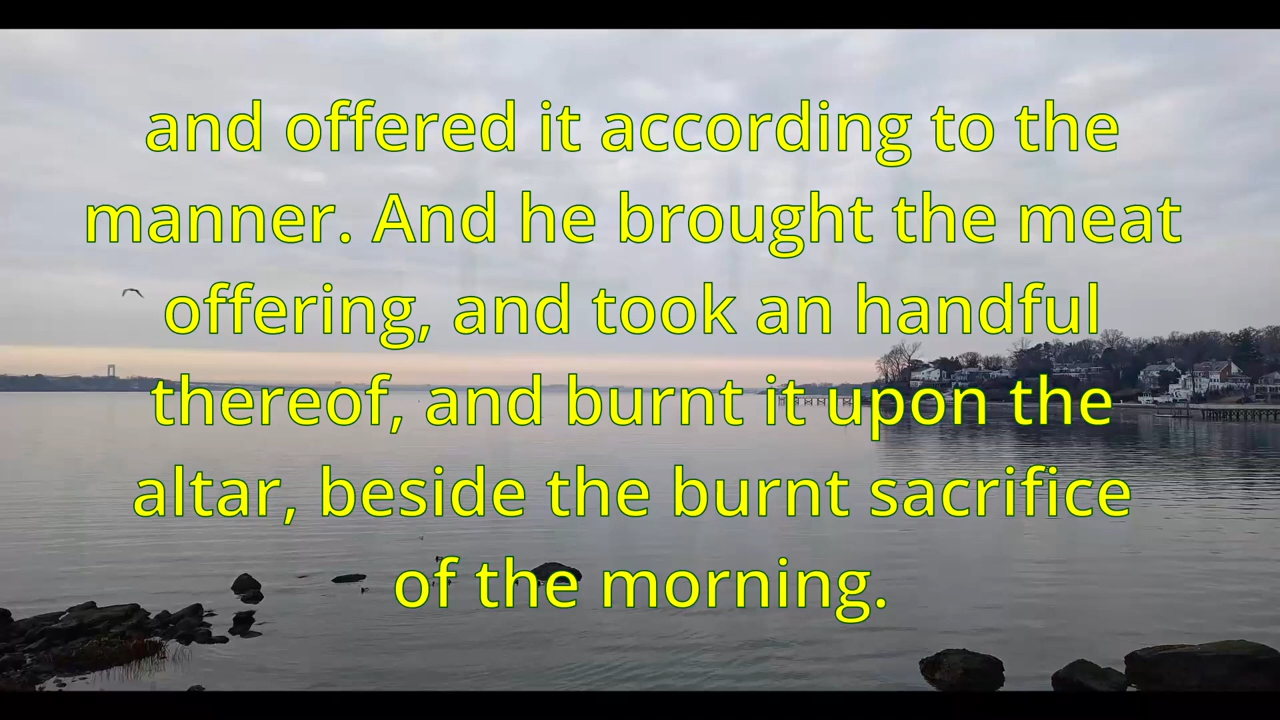 and offered it according to the
manner. And he brought the meat
offering, and took an handful
thereof, and burnt it upon the
altar, beside the burnt sacrifice
of the morning.